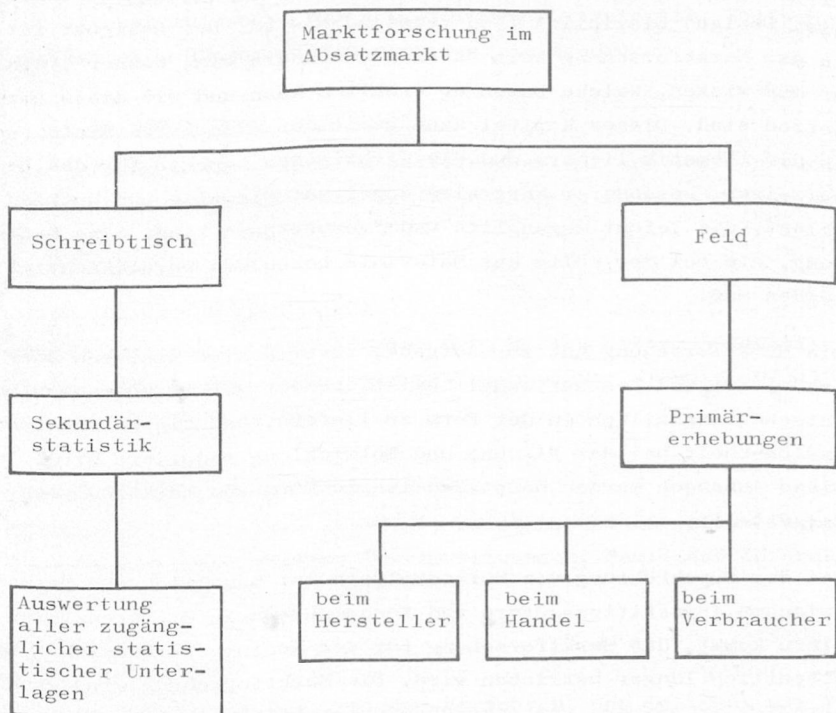 Marktforschung im
Absatzmarkt
Schreibtisch
Feld
Sekundär-
statistik
Primär-
erhebungen
Auswertung
aller zugäng-
licher statis-
tischer Unter-
lagen
beim
Hersteller
beim
Handel
beim
Verbraucher